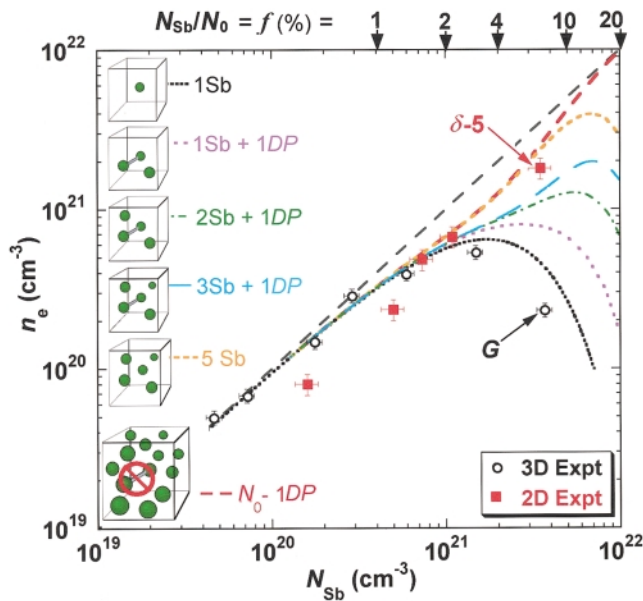 N_Sb/N_0 = f (%) = 1 2 4 10 20
10^22
1Sb
δ-5
1Sb + 1DP
10^21
2Sb + 1DP
n_e (cm^-3)
3Sb + 1DP
10^20
5 Sb
G
3D Expt
N_0 - 1DP
2D Expt
10^19
10^19 10^20 10^21 10^22
N_Sb (cm^-3)